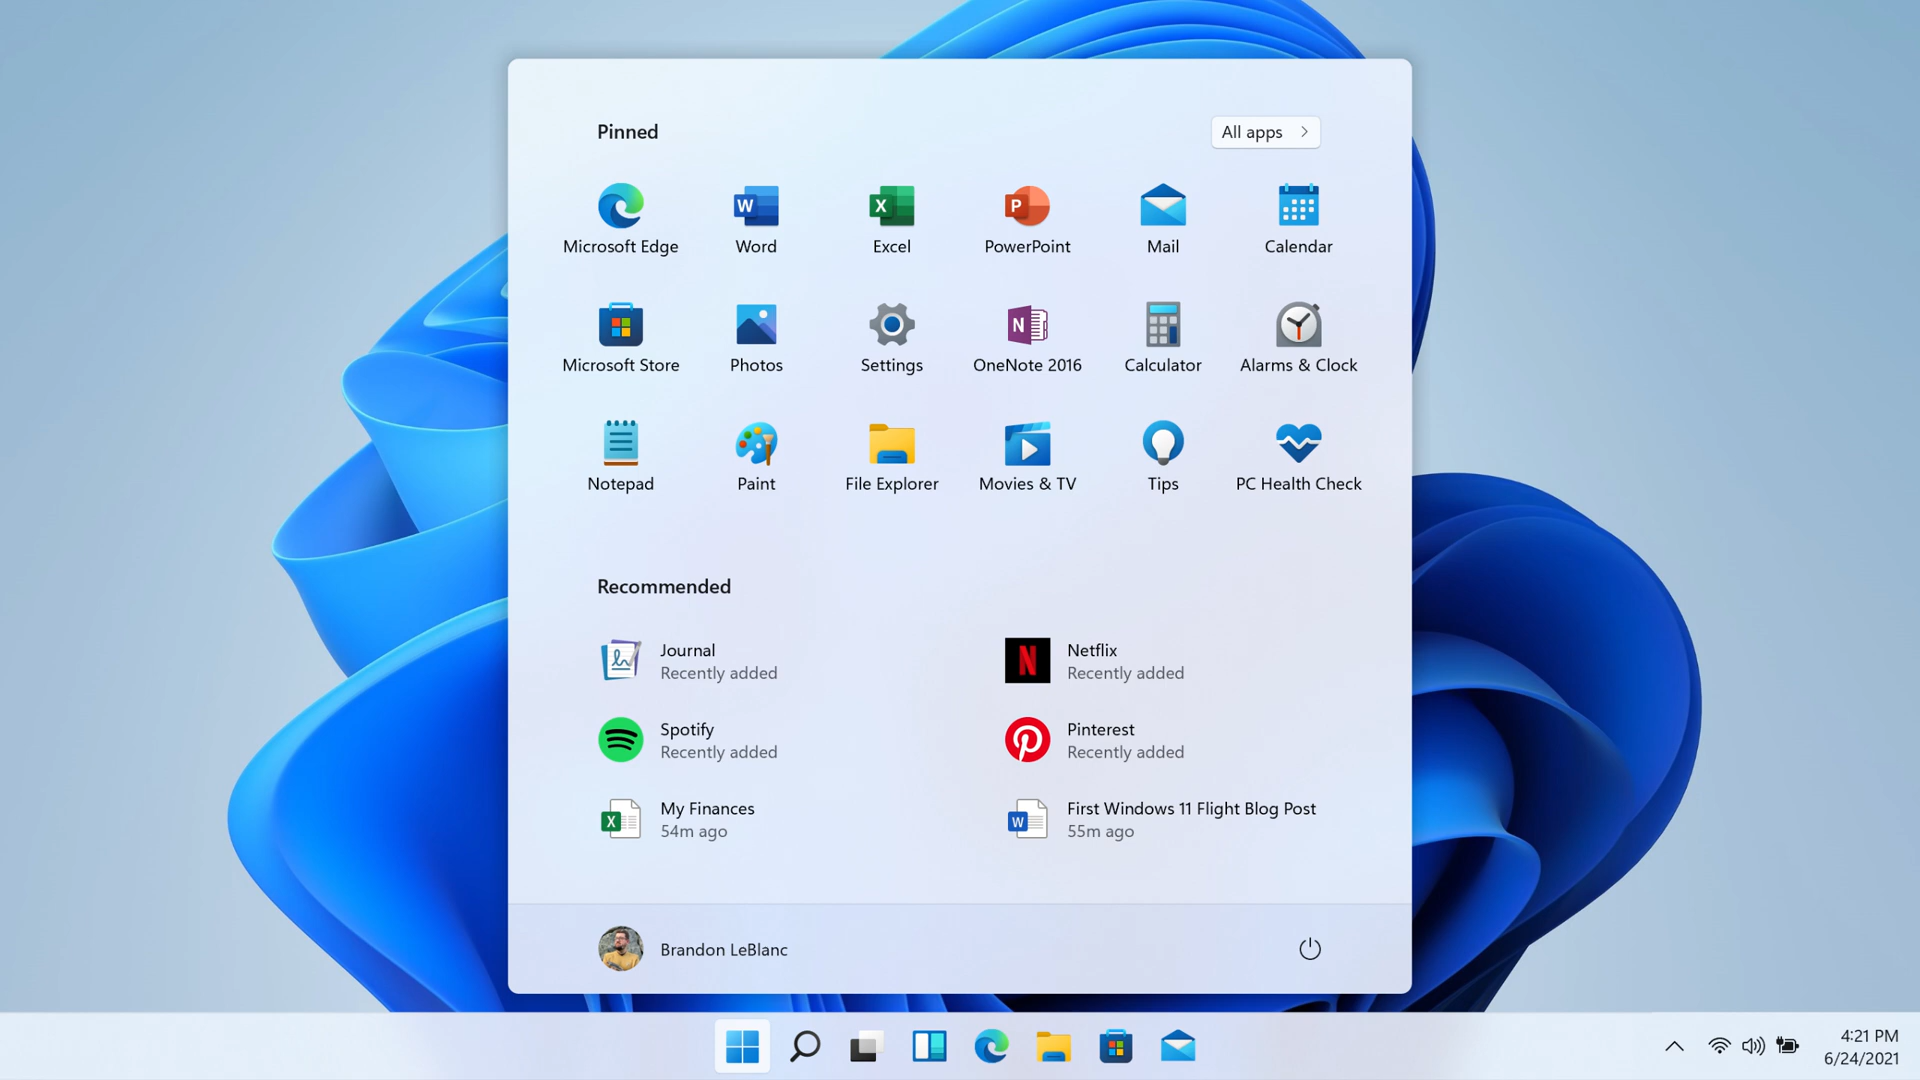 Pinned
All apps
Microsoft Edge
Word
Excel
PowerPoint
Mail
Calendar
Microsoft Store
Photos
Settings
OneNote 2016
Calculator
Alarms & Clock
Notepad
Paint
File Explorer
Movies & TV
Tips
PC Health Check
Recommended
Journal
Recently added
Netflix
Recently added
Spotify
Recently added
Pinterest
Recently added
My Finances
54m ago
First Windows 11 Flight Blog Post
55m ago
Brandon LeBlanc
4:21 PM
6/24/2021